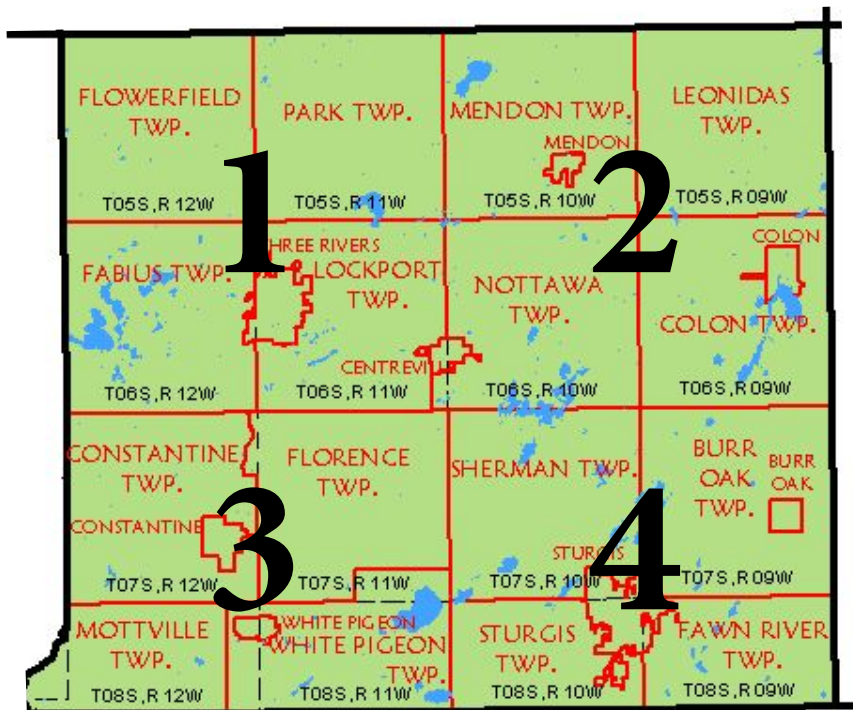 FLOWERFIELD
TWP.
T05S,R 12W
PARK TWP.
T05S,R 11W
MENDON TWP.
MENDON
T05S,R 10W
LEONIDAS
TWP.
T05S,R 09W
1
2
FABIUS TWP.
T06S,R 12W
HREE RIVERS
LOCKPORT
TWP.
CENTREVIL
T06S,R 11W
NOTTAWA
TWP.
T06S,R 10W
COLON
COLON TWP.
T06S,R 09W
CONSTANTINE
TWP.
CONSTANTINE
T07S,R 12W
FLORENCE
TWP.
T07S,R 11W
SHERMAN TWP.
STURGIS
T07S,R 10W
BURR
OAK
TWP.
BURR
OAK
T07S,R 09W
3
4
MOTTVILLE
TWP.
T08S,R 12W
WHITE PIGEON
WHITE PIGEON
TWP.
T08S,R 11W
STURGIS
TWP.
T08S,R 10W
FAWN RIVER
TWP.
T08S,R 09W